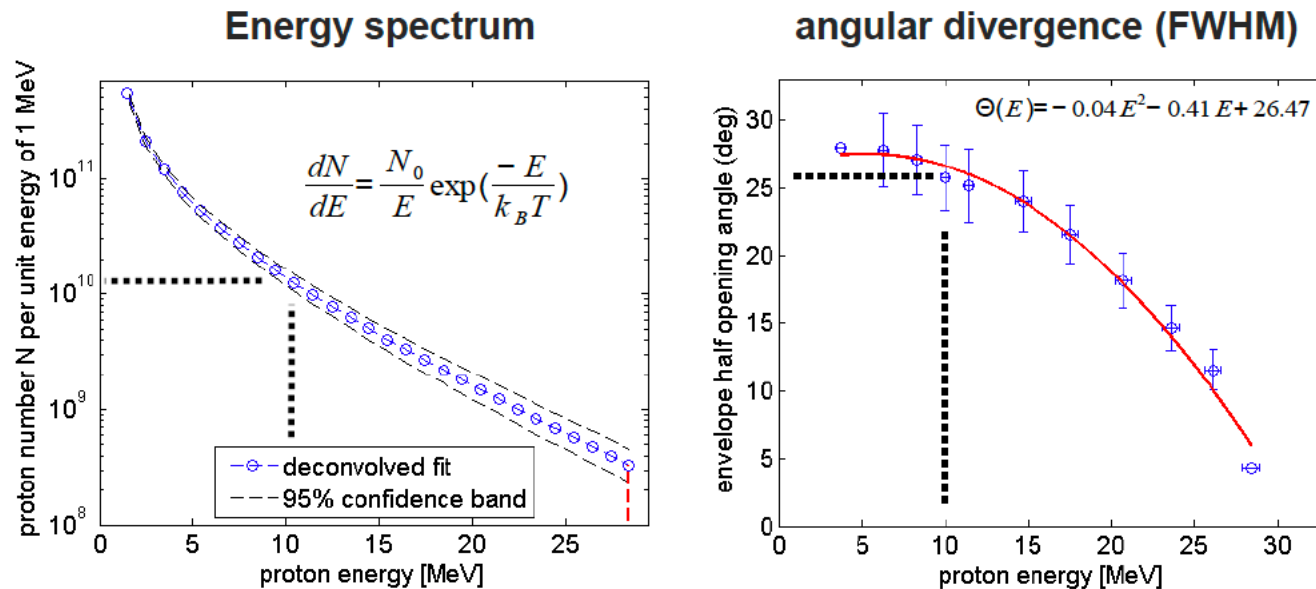 Energy spectrum
proton number N per unit energy of 1 MeV
10^11
10^10
10^9
10^8
dN/dE = N_0/E exp(-E/k_B T)
deconvolved fit
95% confidence band
0 5 10 15 20 25
proton energy [MeV]
angular divergence (FWHM)
envelope half opening angle (deg)
30
25
20
15
10
5
0
Θ(E)= − 0.04 E^2 − 0.41 E + 26.47
0 5 10 15 20 25 30
proton energy [MeV]